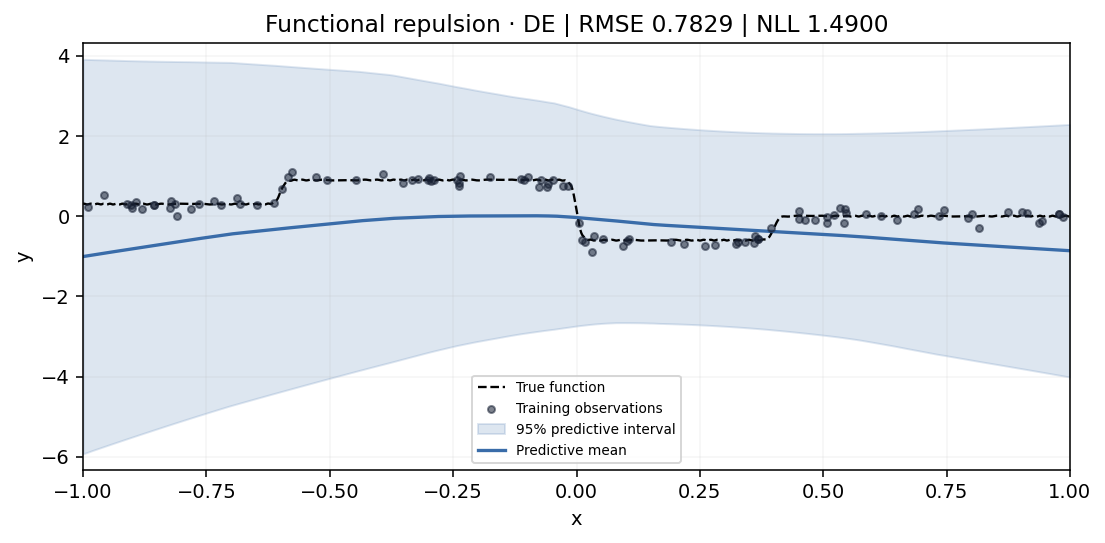 Functional repulsion · DE | RMSE 0.7829 | NLL 1.4900
4
2
0
−2
−4
−6
y
True function
Training observations
95% predictive interval
Predictive mean
−1.00 −0.75 −0.50 −0.25 0.00 0.25 0.50 0.75 1.00
x